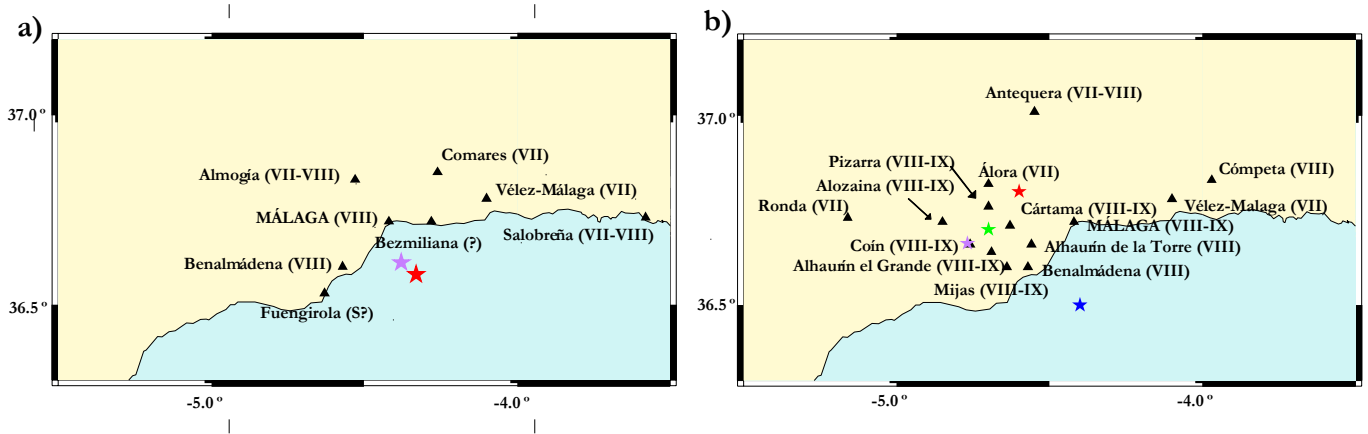 a)
37.0 º
36.5 º
Comares (VII)
Almogía (VII-VIII)
Vélez-Málaga (VII)
MÁLAGA (VIII)
Salobreña (VII-VIII)
Bezmiliana (?)
Benalmádena (VIII)
Fuengirola (S?)
-5.0 º
-4.0 º
b)
37.0 º
36.5 º
Antequera (VII-VIII)
Pizarra (VIII-IX)
Álora (VII)
Cómpeta (VIII)
Alozaina (VIII-IX)
Ronda (VII)
Cártama (VIII-IX)
Vélez-Malaga (VII)
MÁLAGA (VIII-IX)
Coín (VIII-IX)
Alhaurín de la Torre (VIII)
Alhaurín el Grande (VIII-IX)
Benalmádena (VIII)
Mijas (VIII-IX)
-5.0 º
-4.0 º